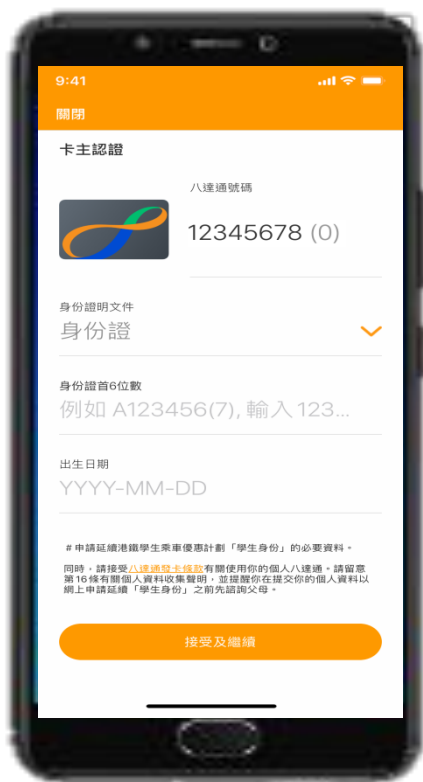 9:41
關閉
卡主認證
八達通號碼
12345678 (0)
身份證明文件
身份證
身份證首6位數
例如 A123456(7), 輸入 123...
出生日期
YYYY-MM-DD
# 申請延續港鐵學生乘車優惠計劃「學生身份」的必要資料。
同時，請接受八達通發卡條款有關使用你的個人八達通。請留意
第16條有關個人資料收集聲明，並提醒你在提交你的個人資料以
網上申請延續「學生身份」之前先諮詢父母。
接受及繼續